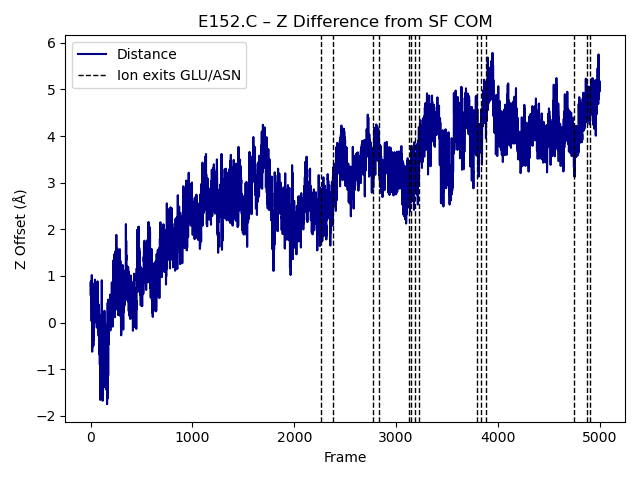 E152.C – Z Difference from SF COM
Distance
Ion exits GLU/ASN
Z Offset (Å)
6
5
4
3
2
1
0
−1
−2
0 1000 2000 3000 4000 5000
Frame